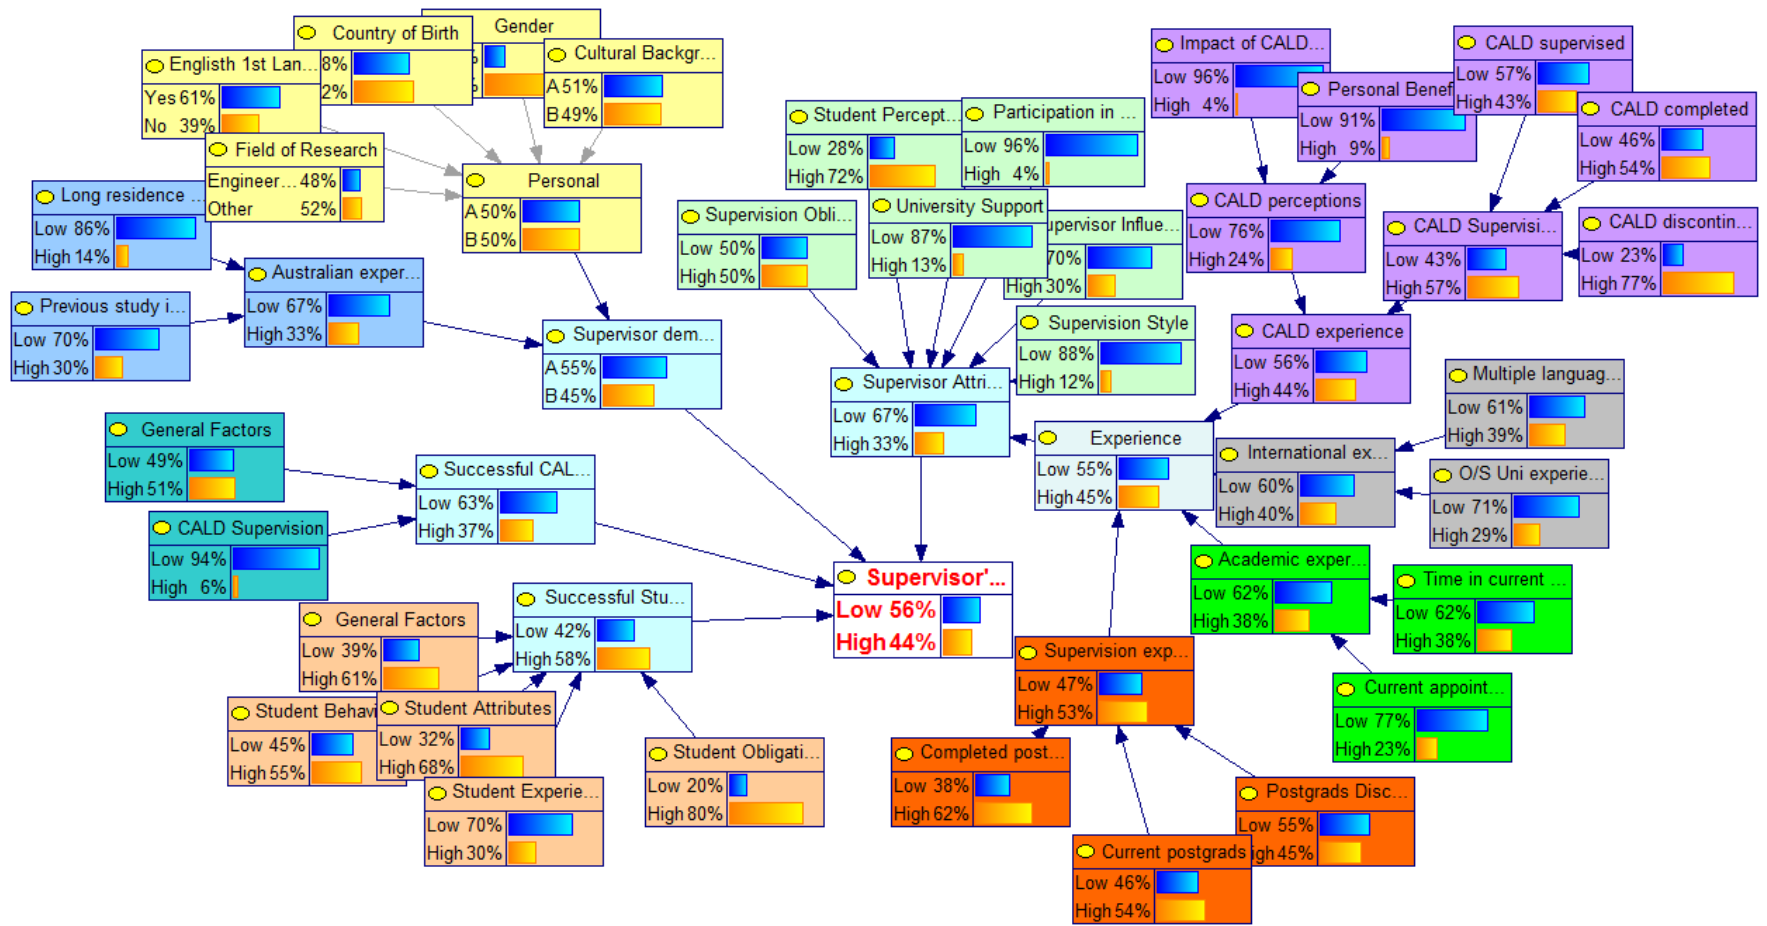 Country of Birth
8%
2%
Gender
%
%
Cultural Backgr...
A 51%
B 49%
Englisth 1st Lan...
Yes 61%
No 39%
Field of Research
Engineer... 48%
Other 52%
Personal
A 50%
B 50%
Long residence ...
Low 86%
High 14%
Previous study i...
Low 70%
High 30%
Australian exper...
Low 67%
High 33%
Supervisor dem...
A 55%
B 45%
Student Percept...
Low 28%
High 72%
Participation in ...
Low 96%
High 4%
Supervision Obli...
Low 50%
High 50%
University Support
Low 87%
High 13%
upervisor Influe...
70%
High 30%
Supervision Style
Low 88%
High 12%
Supervisor Attri...
Low 67%
High 33%
Impact of CALD...
Low 96%
High 4%
Personal Benef
Low 91%
High 9%
CALD supervised
Low 57%
High 43%
CALD completed
Low 46%
High 54%
CALD perceptions
Low 76%
High 24%
CALD Supervisi...
Low 43%
High 57%
CALD discontin...
Low 23%
High 77%
CALD experience
Low 56%
High 44%
Multiple languag...
Low 61%
High 39%
Experience
Low 55%
High 45%
International ex...
Low 60%
High 40%
O/S Uni experie...
Low 71%
High 29%
General Factors
Low 49%
High 51%
CALD Supervision
Low 94%
High 6%
Successful CAL...
Low 63%
High 37%
Supervisor'...
Low 56%
High 44%
Successful Stu...
Low 42%
High 58%
General Factors
Low 39%
High 61%
Student Behavi
Low 45%
High 55%
Student Attributes
Low 32%
High 68%
Student Experie...
Low 70%
High 30%
Student Obligati...
Low 20%
High 80%
Academic exper...
Low 62%
High 38%
Time in current ...
Low 62%
High 38%
Current appoint...
Low 77%
High 23%
Supervision exp...
Low 47%
High 53%
Completed post...
Low 38%
High 62%
Postgrads Disc...
Low 55%
igh 45%
Current postgrads
Low 46%
High 54%